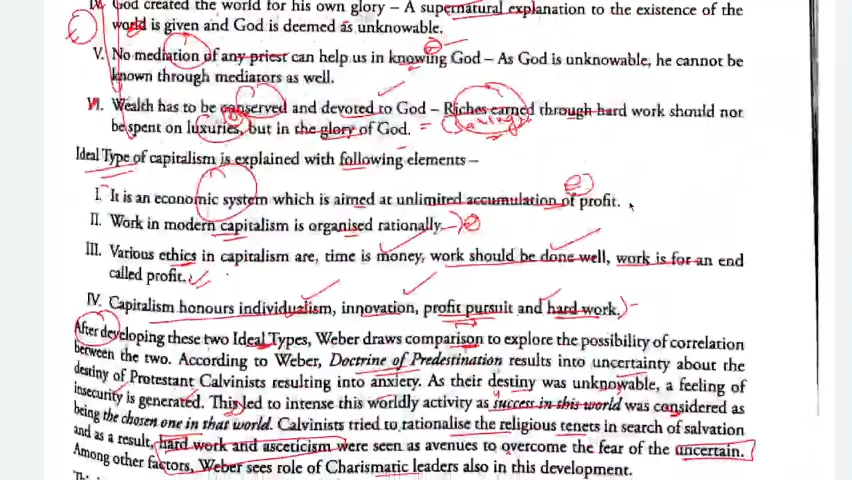 IV. God created the world for his own glory – A supernatural explanation to the existence of the
world is given and God is deemed as unknowable.
V. No mediation of any priest can help us in knowing God – As God is unknowable, he cannot be
known through mediators as well.
VI. Wealth has to be conserved and devoted to God – Riches earned through hard work should not
be spent on luxuries, but in the glory of God. = (Savings)
Ideal Type of capitalism is explained with following elements –
I. It is an economic system which is aimed at unlimited accumulation of profit.
II. Work in modern capitalism is organised rationally.
III. Various ethics in capitalism are, time is money, work should be done well, work is for an end
called profit.
IV. Capitalism honours individualism, innovation, profit pursuit and hard work.
After developing these two Ideal Types, Weber draws comparison to explore the possibility of correlation
between the two. According to Weber, Doctrine of Predestination results into uncertainty about the
destiny of Protestant Calvinists resulting into anxiety. As their destiny was unknowable, a feeling of
insecurity is generated. This led to intense this worldly activity as success in this world was considered as
being the chosen one in that world. Calvinists tried to rationalise the religious tenets in search of salvation
and as a result, hard work and asceticism were seen as avenues to overcome the fear of the uncertain.
Among other factors, Weber sees role of Charismatic leaders also in this development.